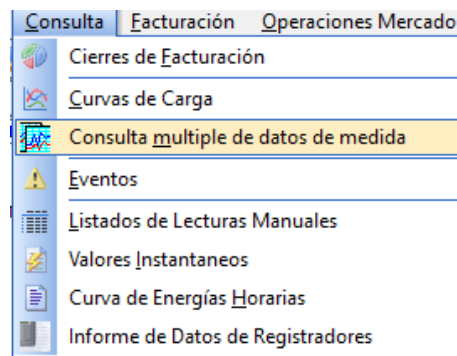 Consulta Facturación Operaciones Mercado
Cierres de Facturación
Curvas de Carga
Consulta multiple de datos de medida
Eventos
Listados de Lecturas Manuales
Valores Instantaneos
Curva de Energías Horarias
Informe de Datos de Registradores